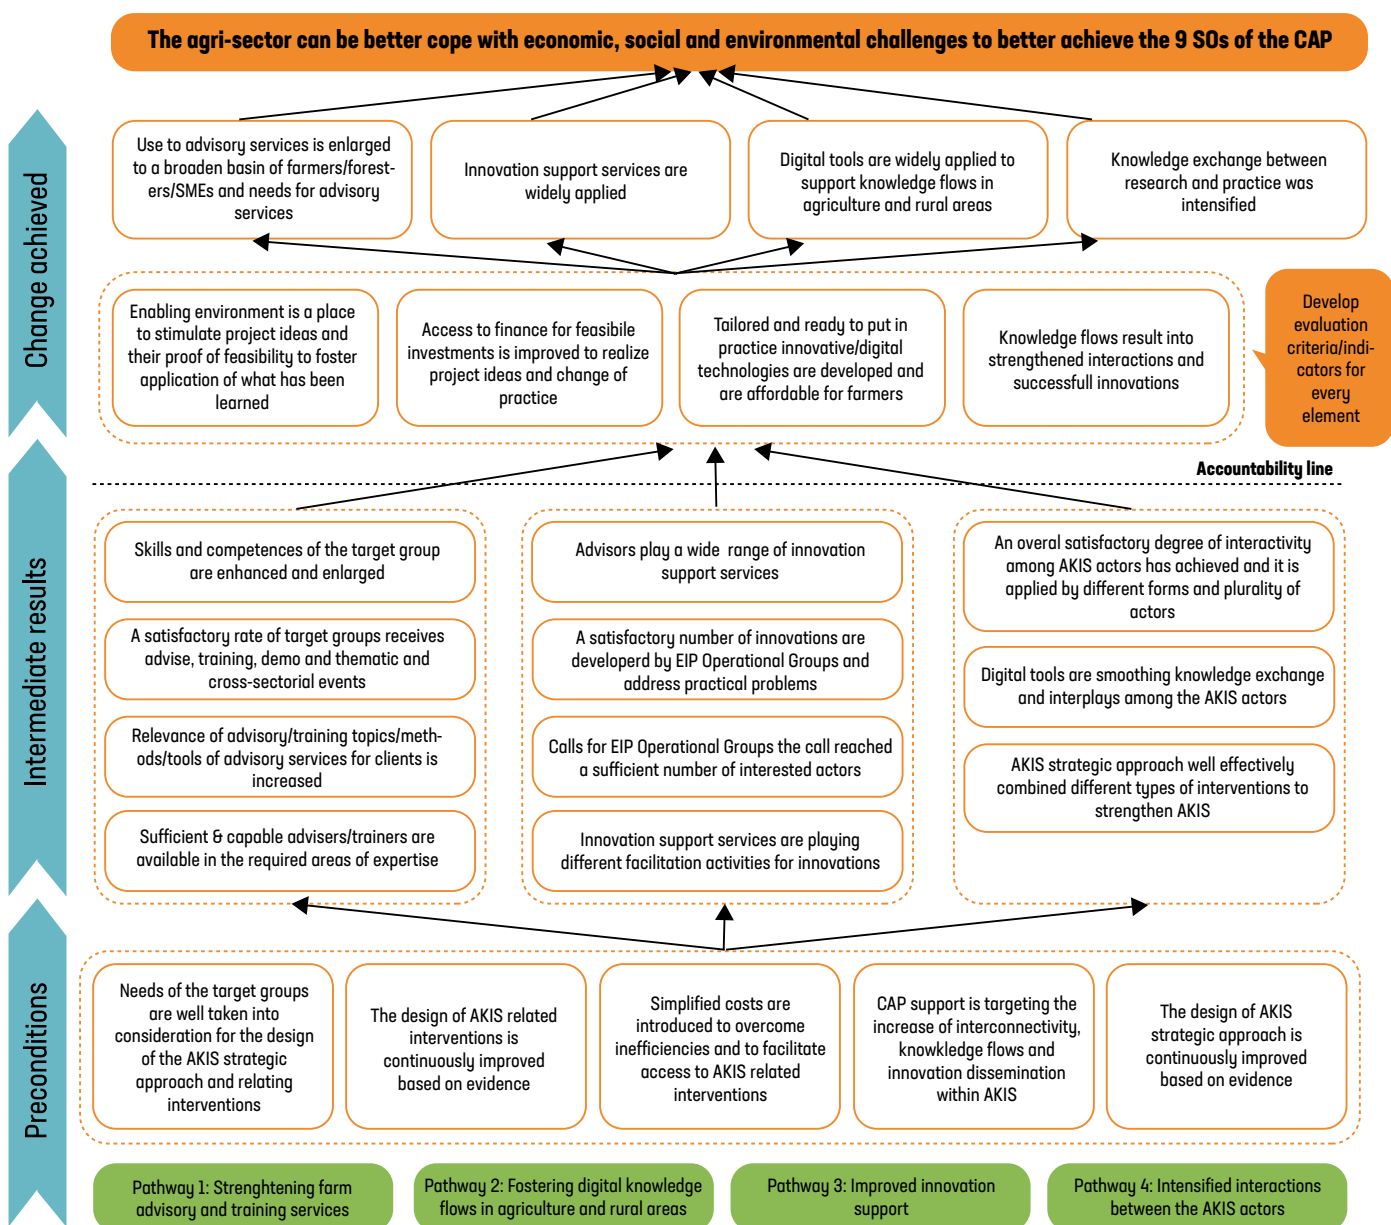 The agri-sector can be better cope with economic, social and environmental challenges to better achieve the 9 SOs of the CAP
Change achieved
Use to advisory services is enlarged
to a broaden basin of farmers/forest-
ers/SMEs and needs for advisory
services
Innovation support services are
widely applied
Digital tools are widely applied to
support knowledge flows in
agriculture and rural areas
Knowledge exchange between
research and practice was
intensified
Enabling environment is a place
to stimulate project ideas and
their proof of feasibility to foster
application of what has been
learned
Access to finance for feasibile
investments is improved to realize
project ideas and change of
practice
Tailored and ready to put in
practice innovative/digital
technologies are developed and
are affordable for farmers
Knowledge flows result into
strengthened interactions and
successfull innovations
Develop
evaluation
criteria/indi-
cators for
every
element
Accountability line
Intermediate results
Skills and competences of the target group
are enhanced and enlarged
A satisfactory rate of target groups receives
advise, training, demo and thematic and
cross-sectorial events
Relevance of advisory/training topics/meth-
ods/tools of advisory services for clients is
increased
Sufficient & capable advisers/trainers are
available in the required areas of expertise
Advisors play a wide range of innovation
support services
A satisfactory number of innovations are
developerd by EIP Operational Groups and
address practical problems
Calls for EIP Operational Groups the call reached
a sufficient number of interested actors
Innovation support services are playing
different facilitation activities for innovations
An overal satisfactory degree of interactivity
among AKIS actors has achieved and it is
applied by different forms and plurality of
actors
Digital tools are smoothing knowledge exchange
and interplays among the AKIS actors
AKIS strategic approach well effectively
combined different types of interventions to
strengthen AKIS
Preconditions
Needs of the target groups
are well taken into
consideration for the design
of the AKIS strategic
approach and relating
interventions
The design of AKIS related
interventions is
continuously improved
based on evidence
Simplified costs are
introduced to overcome
inefficiencies and to facilitate
access to AKIS related
interventions
CAP support is targeting the
increase of interconnectivity,
knowkledge flows and
innovation dissemination
within AKIS
The design of AKIS
strategic approach is
continuously improved
based on evidence
Pathway 1: Strenghtening farm
advisory and training services
Pathway 2: Fostering digital knowledge
flows in agriculture and rural areas
Pathway 3: Improved innovation
support
Pathway 4: Intensified interactions
between the AKIS actors